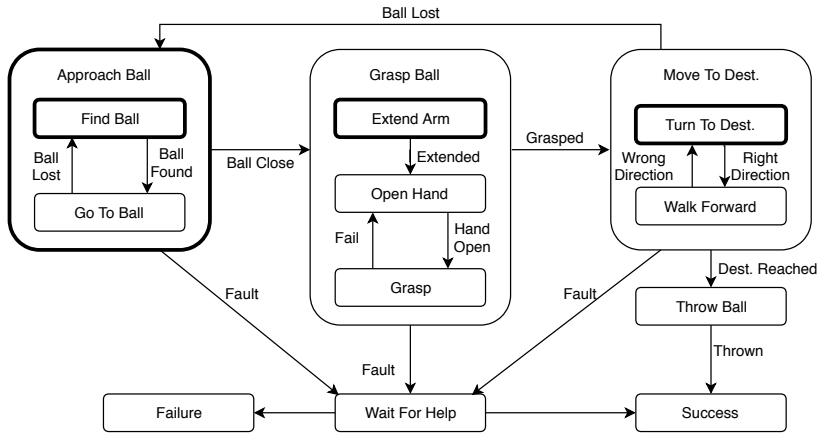 Ball Lost
Approach Ball
Find Ball
Ball
Lost
Ball
Found
Go To Ball
Ball Close
Grasp Ball
Extend Arm
Extended
Open Hand
Fail
Hand
Open
Grasp
Grasped
Move To Dest.
Turn To Dest.
Wrong
Direction
Right
Direction
Walk Forward
Fault
Fault
Fault
Dest. Reached
Throw Ball
Thrown
Failure
Wait For Help
Success